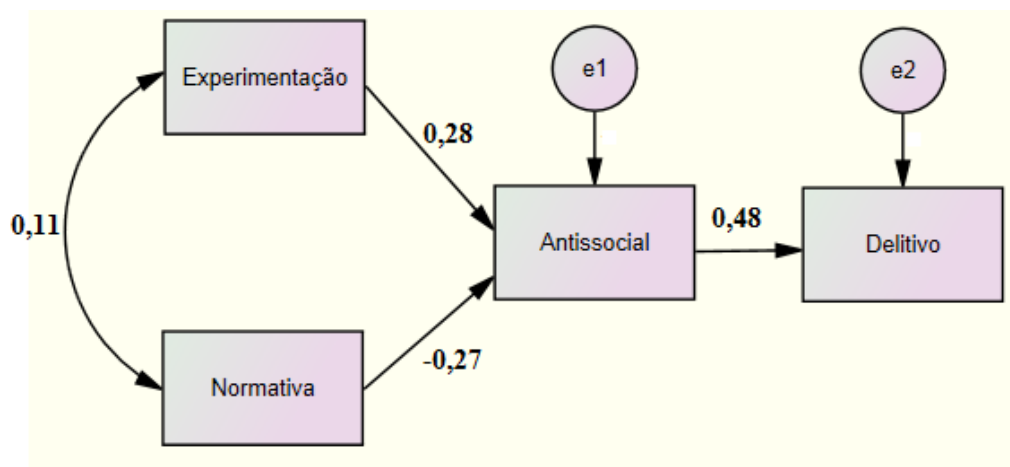 Experimentação
e1
e2
0,28
0,11
Antissocial
0,48
Delitivo
Normativa
-0,27